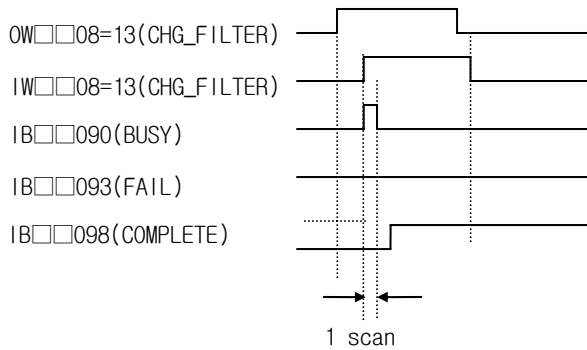 OW□□08=13(CHG_FILTER)
IW□□08=13(CHG_FILTER)
IB□□090(BUSY)
IB□□093(FAIL)
IB□□098(COMPLETE)
1 scan